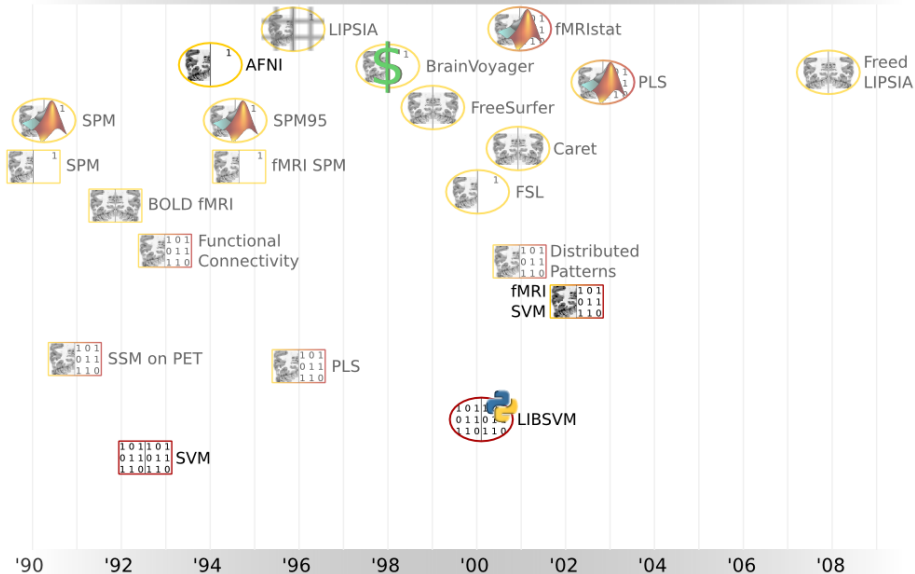 LIPSIA
fMRIstat
AFNI
BrainVoyager
PLS
Freed
LIPSIA
FreeSurfer
SPM
SPM95
Caret
SPM
fMRI SPM
FSL
BOLD fMRI
Functional
Connectivity
Distributed
Patterns
fMRI
SVM
SSM on PET
PLS
LIBSVM
SVM
'90 '92 '94 '96 '98 '00 '02 '04 '06 '08